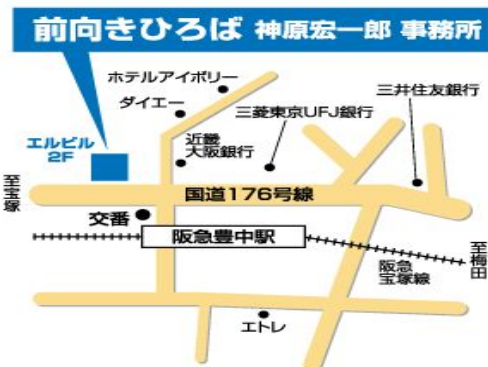 前向きひろば 神原宏一郎 事務所
ホテルアイボリー
ダイエー
三菱東京UFJ銀行
三井住友銀行
エルビル
2F
近畿
大阪銀行
至宝塚
国道176号線
交番
阪急豊中駅
至梅田
阪急
宝塚線
エトレ